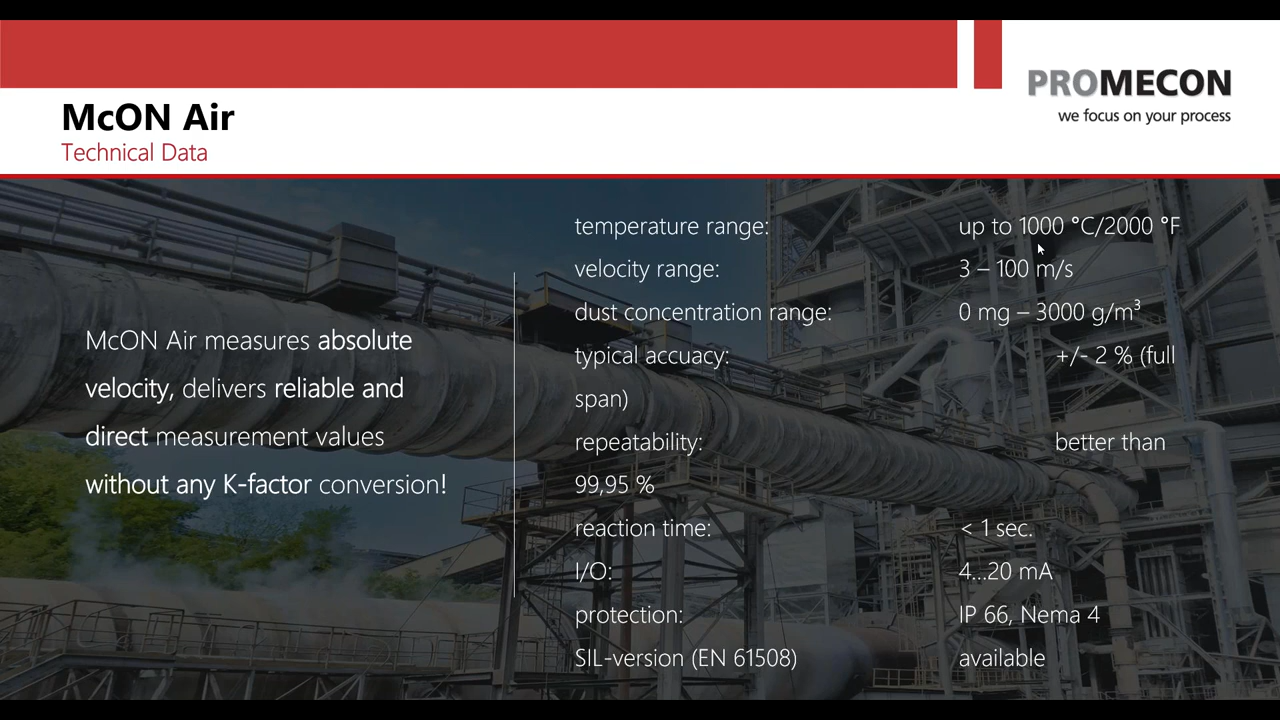 PROMECON
we focus on your process
McON Air
Technical Data
McON Air measures absolute
velocity, delivers reliable and
direct measurement values
without any K-factor conversion!
temperature range: up to 1000 °C/2000 °F
velocity range: 3 – 100 m/s
dust concentration range: 0 mg – 3000 g/m³
typical accuacy: +/- 2 % (full
span)
repeatability: better than
99,95 %
reaction time: < 1 sec.
I/O: 4...20 mA
protection: IP 66, Nema 4
SIL-version (EN 61508) available